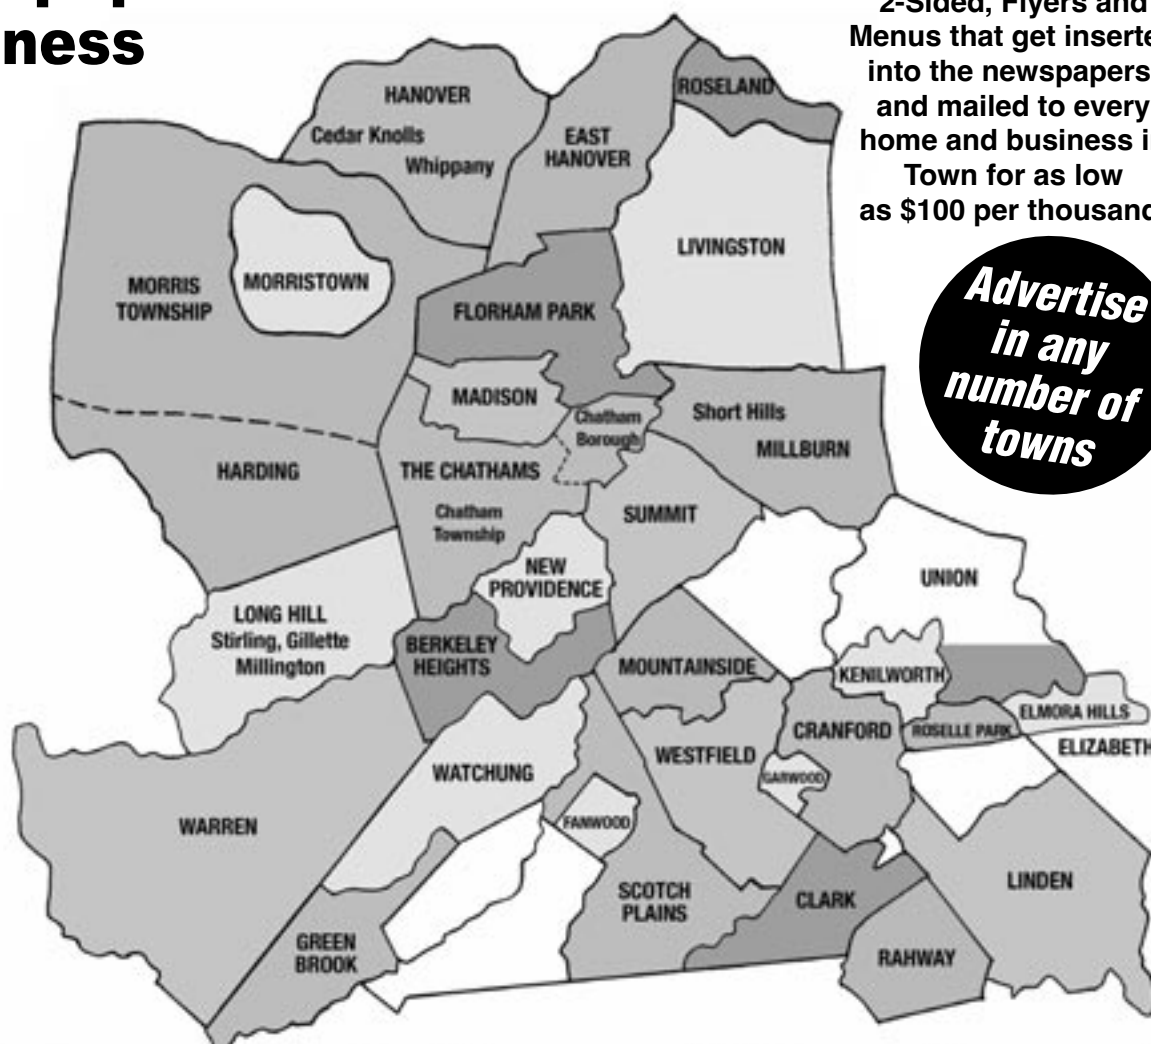 ness
2-Sided, Flyers and
Menus that get inserte
into the newspapers
and mailed to every
home and business i
Town for as low
as $100 per thousand
Advertise
in any
number of
towns
HANOVER
Cedar Knolls
Whippany
EAST
HANOVER
ROSELAND
LIVINGSTON
MORRIS
TOWNSHIP
MORRISTOWN
FLORHAM PARK
MADISON
Chatham
Borough
Short Hills
MILLBURN
HARDING
THE CHATHAMS
Chatham
Township
SUMMIT
NEW
PROVIDENCE
UNION
LONG HILL
Stirling, Gillette
Millington
BERKELEY
HEIGHTS
MOUNTAINSIDE
KENILWORTH
ELMORA HILLS
CRANFORD
ROSELLE PARK
ELIZABETH
WESTFIELD
GARWOOD
WATCHUNG
WARREN
FANWOOD
SCOTCH
PLAINS
CLARK
LINDEN
GREEN
BROOK
RAHWAY